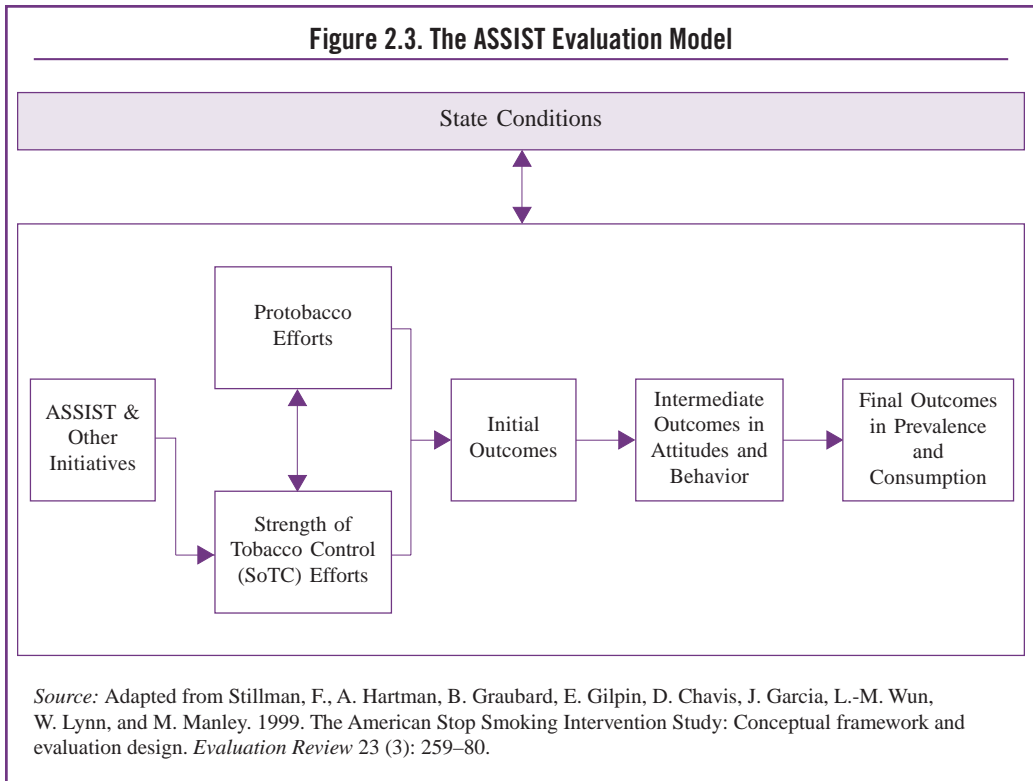 Figure 2.3. The ASSIST Evaluation Model
State Conditions
Protobacco
Efforts
ASSIST &
Other
Initiatives
Strength of
Tobacco Control
(SoTC) Efforts
Initial
Outcomes
Intermediate
Outcomes in
Attitudes and
Behavior
Final Outcomes
in Prevalence
and
Consumption
Source: Adapted from Stillman, F., A. Hartman, B. Graubard, E. Gilpin, D. Chavis, J. Garcia, L.-M. Wun,
W. Lynn, and M. Manley. 1999. The American Stop Smoking Intervention Study: Conceptual framework and
evaluation design. Evaluation Review 23 (3): 259–80.